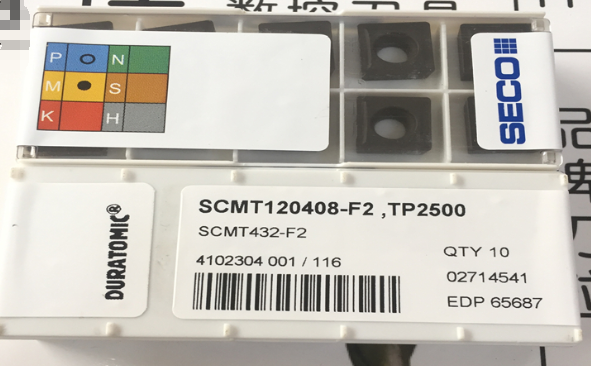 P N
M S
K H
SECO
DURATOMIC®
SCMT120408-F2 ,TP2500
SCMT432-F2
4102304 001 / 116
QTY 10
02714541
EDP 65687